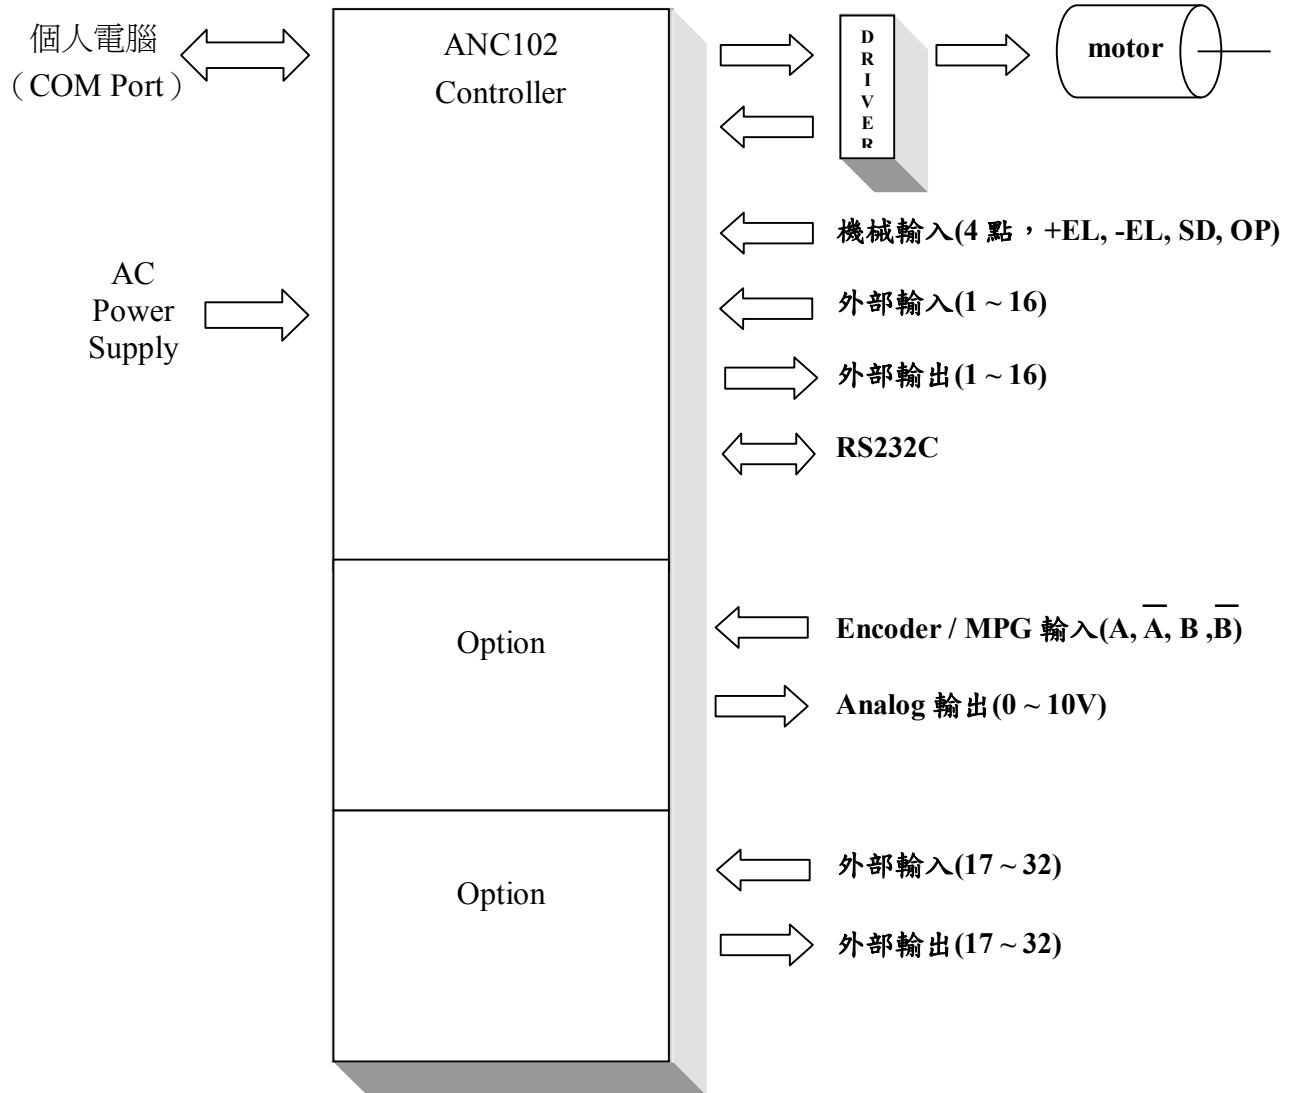 個人電腦
（COM Port）
ANC102
Controller
D
R
I
V
E
R
motor
機械輸入(4 點，+EL, -EL, SD, OP)
AC
Power
Supply
外部輸入(1 ~ 16)
外部輸出(1 ~ 16)
RS232C
Option
Encoder / MPG 輸入(A, A̅, B ,B̅)
Analog 輸出(0 ~ 10V)
Option
外部輸入(17 ~ 32)
外部輸出(17 ~ 32)